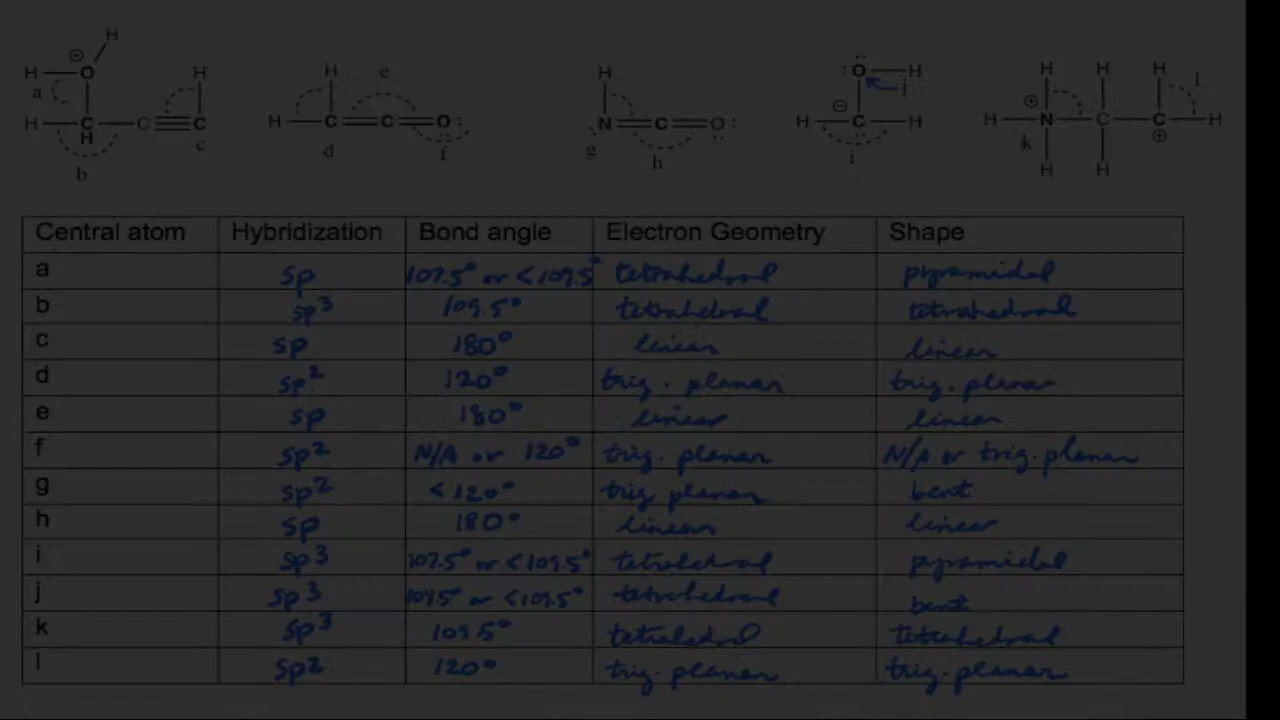 H
⊕
H O H H e H :O H j H H H l
a ⊖ ⊕
H C C C H C C O: N C O: H C H H N C C H
H c d f g h i k ⊕
b H H
Central atom Hybridization Bond angle Electron Geometry Shape
a sp 107.5° or <109.5° tetrahedral pyramidal
b sp3 109.5° tetrahedral tetrahedral
c sp 180° linear linear
d sp2 120° trig. planar trig. planar
e sp 180° linear linear
f sp2 N/A or 120° trig. planar N/A or trig. planar
g sp2 <120° trig planar bent
h sp 180° linear linear
i sp3 107.5° or <109.5° tetrahedral pyramidal
j sp3 104.5° or <109.5° tetrahedral bent
k sp3 109.5° tetrahedral tetrahedral
l sp2 120° trig. planar trig. planar